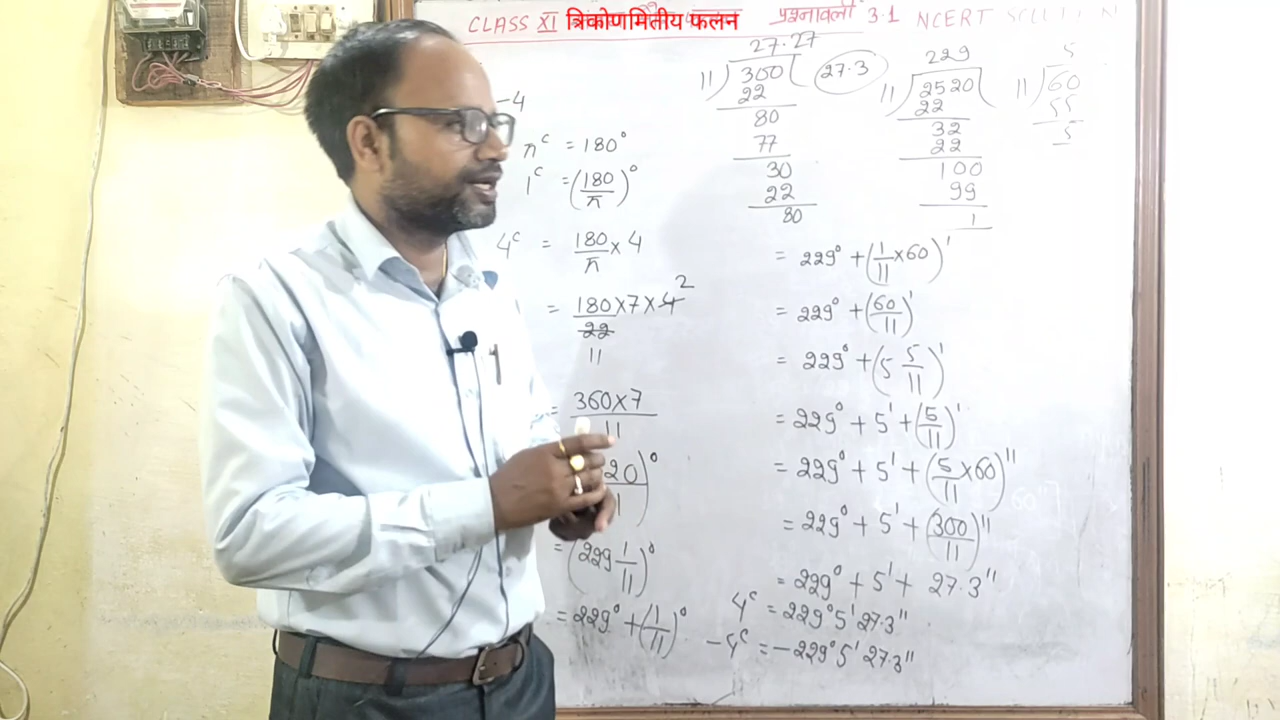 CLASS XI त्रिकोणमितीय फलन प्रश्नावली 3.1 NCERT SOLUTION
-4
π^c = 180°
1^c = (180/π)°
4^c = 180/π × 4
= 180×7×4 2 / 22 11
= 360×7 / 11
20)°
= (229 1/11)°
= 229° + (1/11)°
27.27
11) 300 ( 27.3
22
80
77
30
22
80
229
11) 2520 (
22
32
22
100
99
1
5
11) 60
55
5
= 229° + (1/11 ×60)'
= 229° + (60/11)'
= 229° + (5 5/11)'
= 229° + 5' + (5/11)'
= 229° + 5' + (5/11 ×60)"
= 229° + 5' + (300/11)"
= 229° + 5' + 27.3"
4^c = 229° 5' 27.3"
-4^c = -229° 5' 27.3"